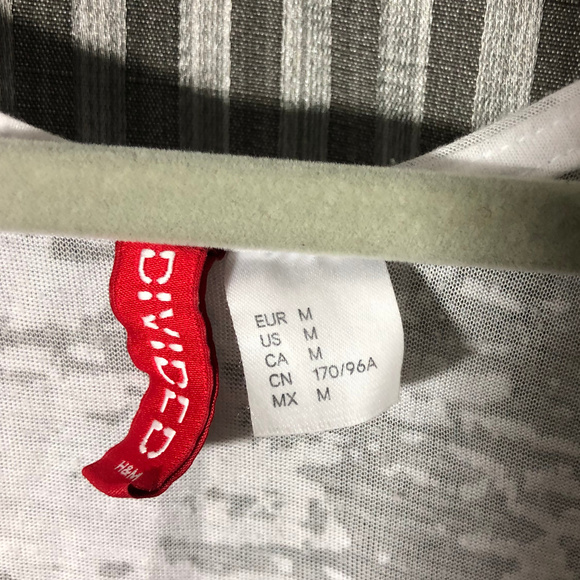 DIVIDED
H&M
EUR M
US M
CA M
CN 170/96A
MX M